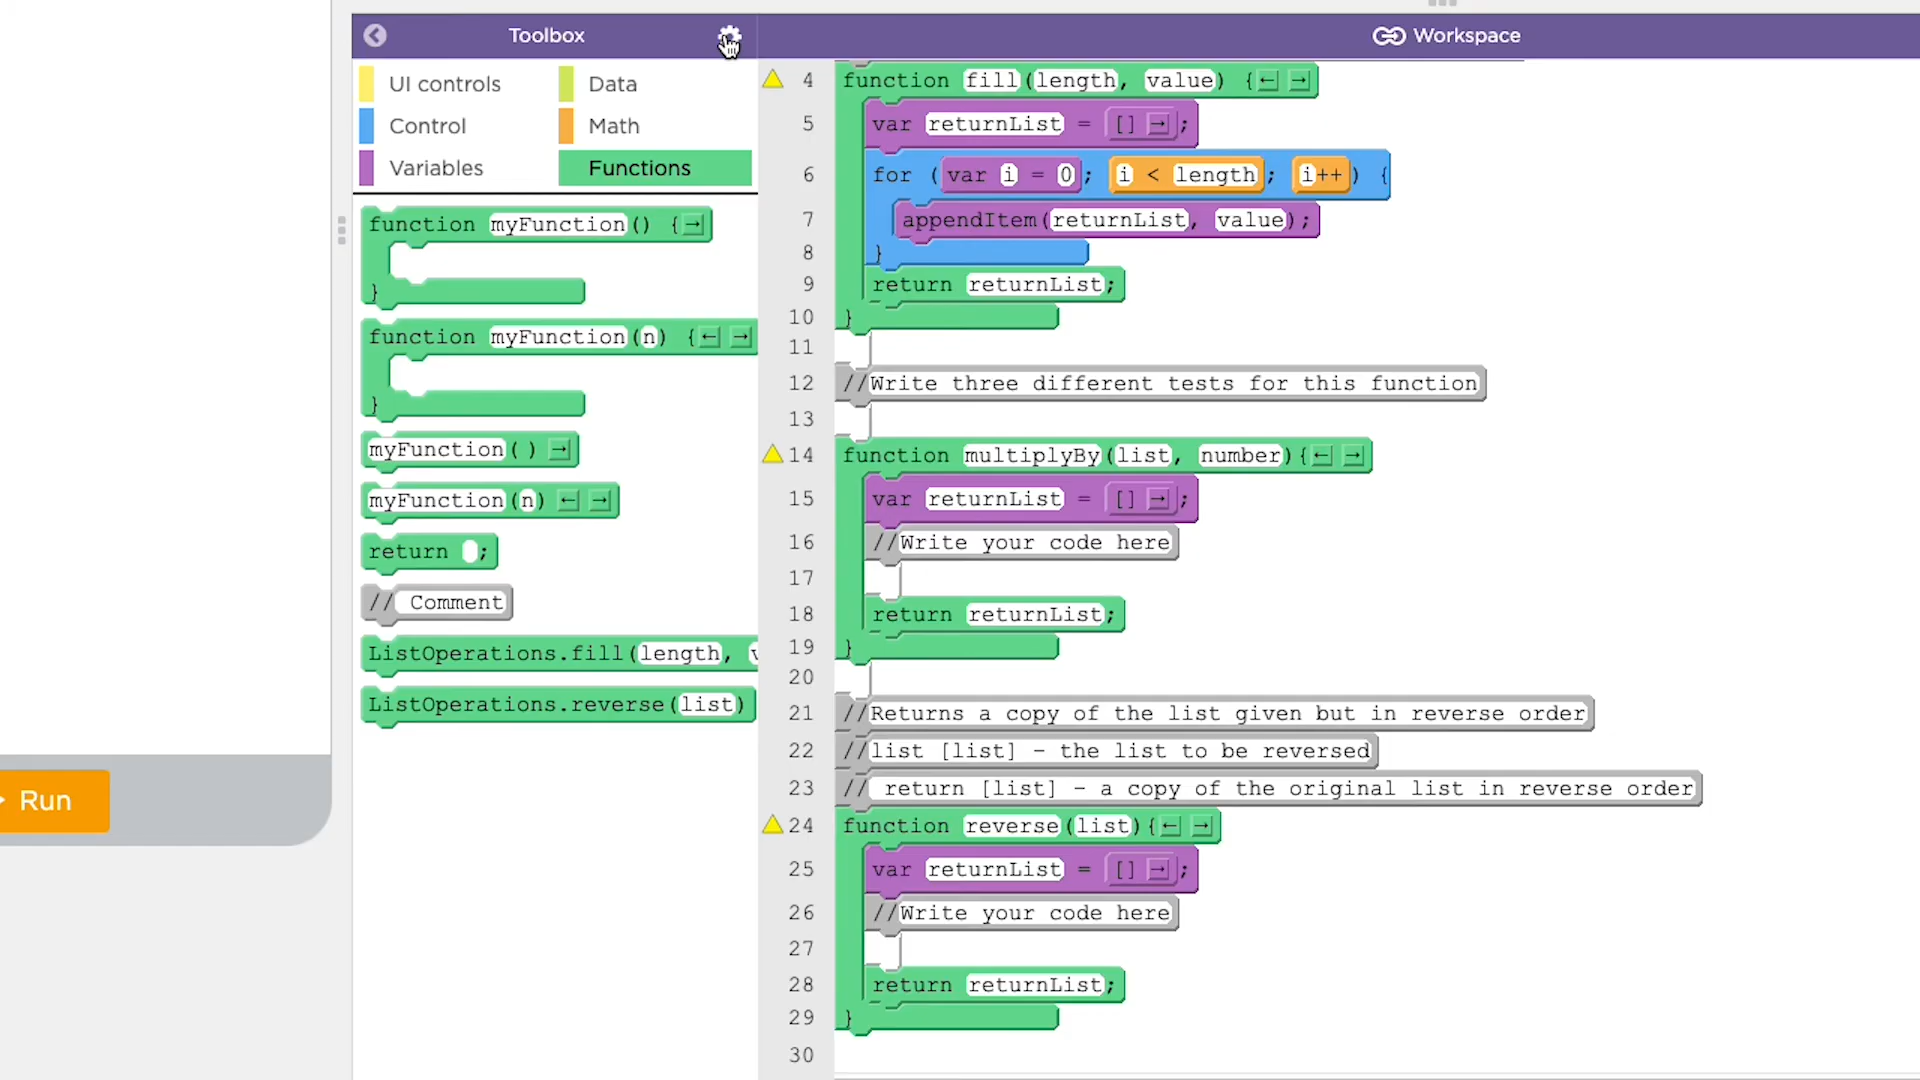 Toolbox
Workspace
UI controls
Data
Control
Math
Variables
Functions
function myFunction() {→
}
function myFunction(n) {← →
}
myFunction() →
myFunction(n) ← →
return ;
// Comment
ListOperations.fill(length,
ListOperations.reverse(list)
Run
4 function fill(length, value) {← →
5 var returnList = [] →;
6 for (var i = 0; i < length; i++) {
7 appendItem(returnList, value);
8 }
9 return returnList;
10 }
11
12 //Write three different tests for this function
13
14 function multiplyBy(list, number){← →
15 var returnList = [] →;
16 //Write your code here
17
18 return returnList;
19 }
20
21 //Returns a copy of the list given but in reverse order
22 //list [list] - the list to be reversed
23 // return [list] - a copy of the original list in reverse order
24 function reverse(list){← →
25 var returnList = [] →;
26 //Write your code here
27
28 return returnList;
29 }
30